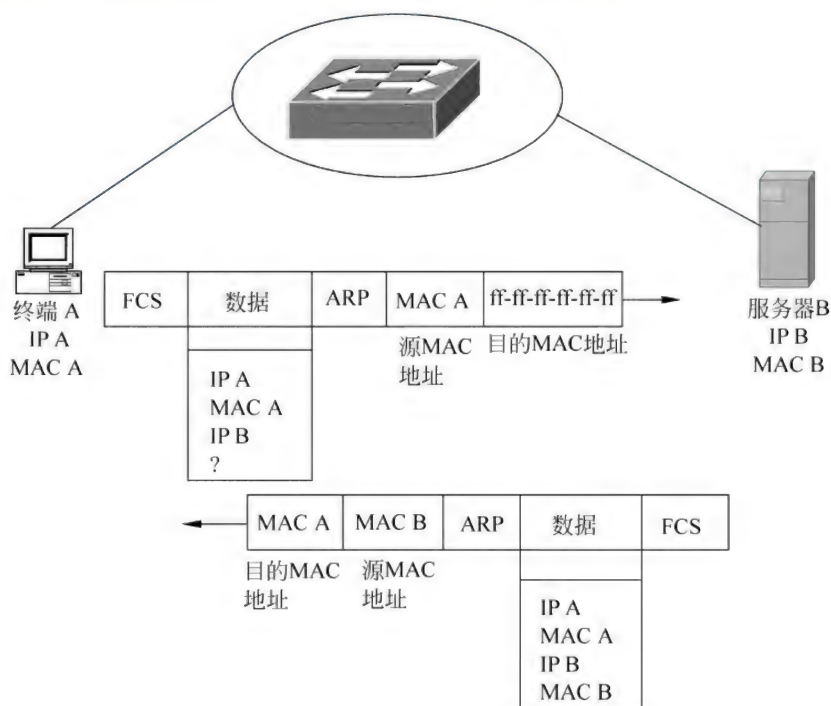 终端 A
IP A
MAC A
FCS
数据
ARP
MAC A
ff-ff-ff-ff-ff-ff
源MAC
地址
目的MAC地址
IP A
MAC A
IP B
?
服务器B
IP B
MAC B
MAC A
MAC B
ARP
数据
FCS
目的MAC
地址
源MAC
地址
IP A
MAC A
IP B
MAC B